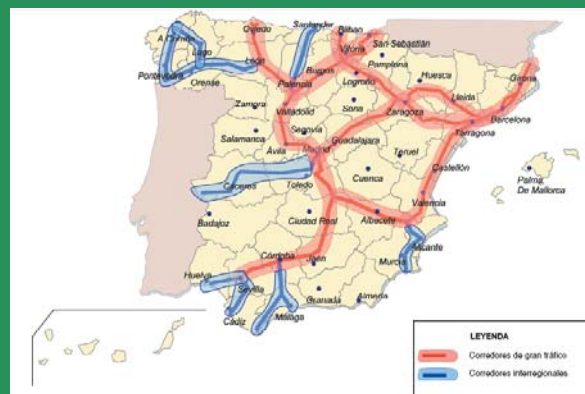 Santander
Bilbao
Oviedo
San Sebastián
A Coruña
Vitoria
Lugo
León
Pamplona
Pontevedra
Orense
Burgos
Logroño
Huesca
Gerona
Palencia
Zamora
Valladolid
Soria
Zaragoza
Lleida
Barcelona
Salamanca
Segovia
Tarragona
Ávila
Madrid
Guadalajara
Teruel
Castellón
Cáceres
Toledo
Cuenca
Palma
De Mallorca
Valencia
Badajoz
Ciudad Real
Albacete
Alicante
Murcia
Córdoba
Jaén
Huelva
Sevilla
Granada
Almería
Cádiz
Málaga
LEYENDA
Corredores de gran tráfico
Corredores interregionales